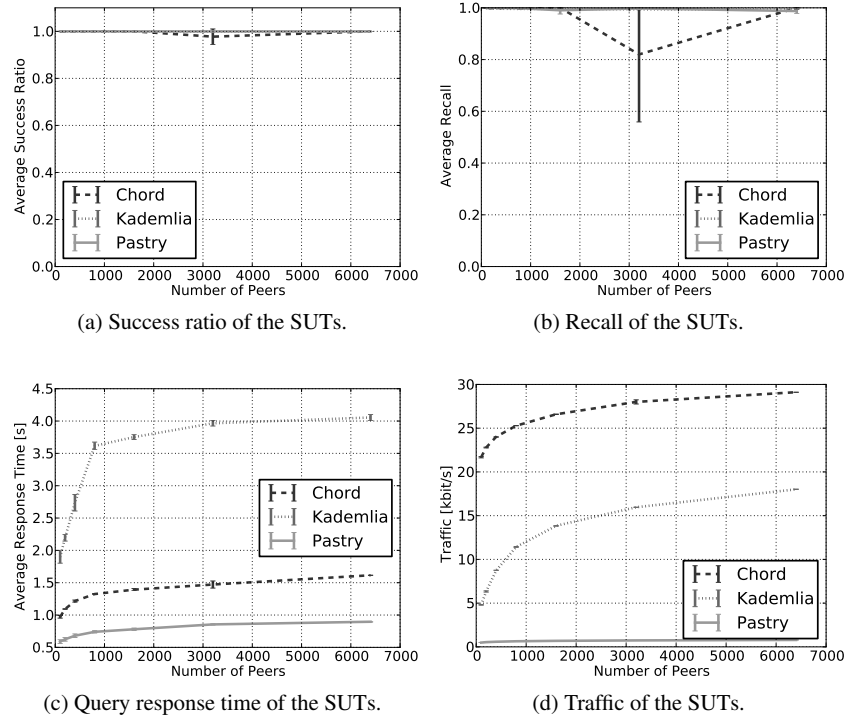 1.0
0.8
0.6
0.4
0.2
0.0
Average Success Ratio
Chord
Kademlia
Pastry
0 1000 2000 3000 4000 5000 6000 7000
Number of Peers
(a) Success ratio of the SUTs.
1.0
0.8
0.6
0.4
0.2
0.0
Average Recall
Chord
Kademlia
Pastry
0 1000 2000 3000 4000 5000 6000 7000
Number of Peers
(b) Recall of the SUTs.
4.5
4.0
3.5
3.0
2.5
2.0
1.5
1.0
0.5
Average Response Time [s]
Chord
Kademlia
Pastry
0 1000 2000 3000 4000 5000 6000 7000
Number of Peers
(c) Query response time of the SUTs.
30
25
20
15
10
5
0
Traffic [kbit/s]
Chord
Kademlia
Pastry
0 1000 2000 3000 4000 5000 6000 7000
Number of Peers
(d) Traffic of the SUTs.